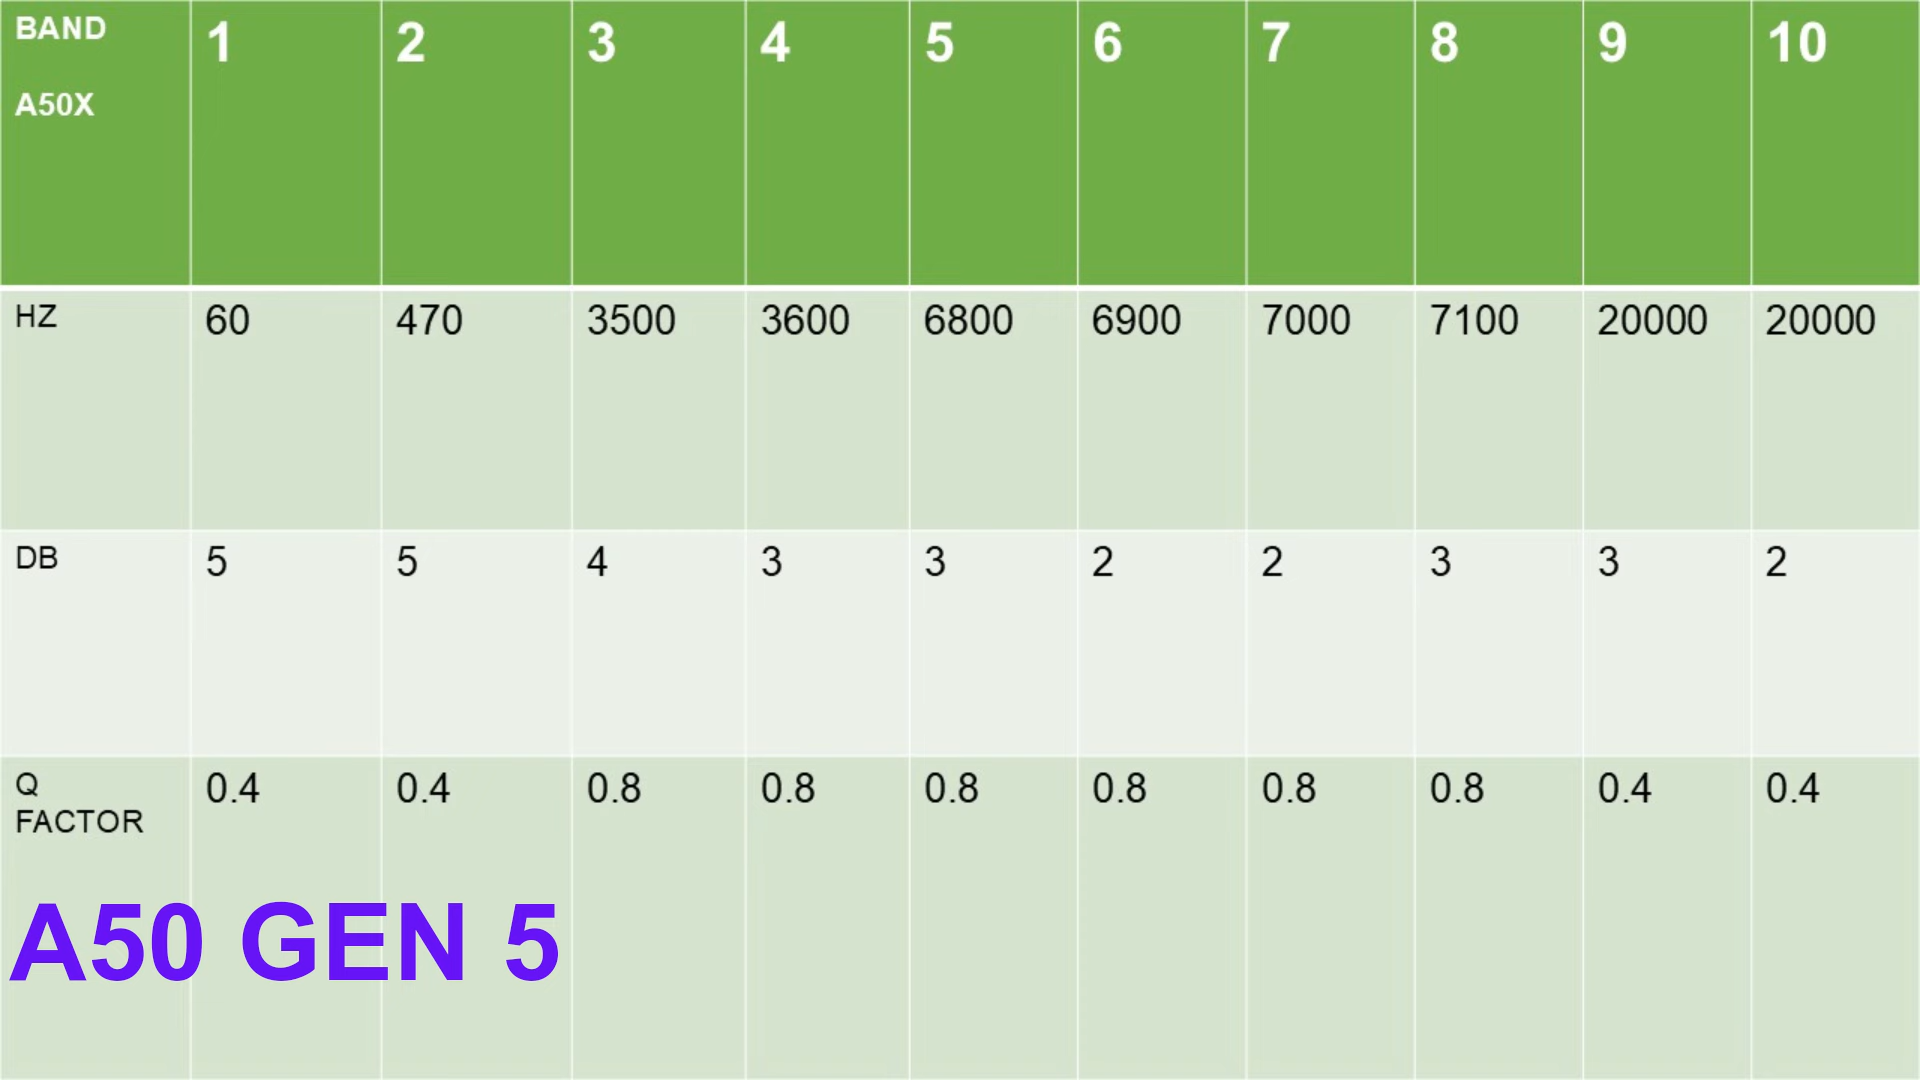 BAND 1 2 3 4 5 6 7 8 9 10
A50X
HZ 60 470 3500 3600 6800 6900 7000 7100 20000 20000
DB 5 5 4 3 3 2 2 3 3 2
Q 0.4 0.4 0.8 0.8 0.8 0.8 0.8 0.8 0.4 0.4
FACTOR
A50 GEN 5